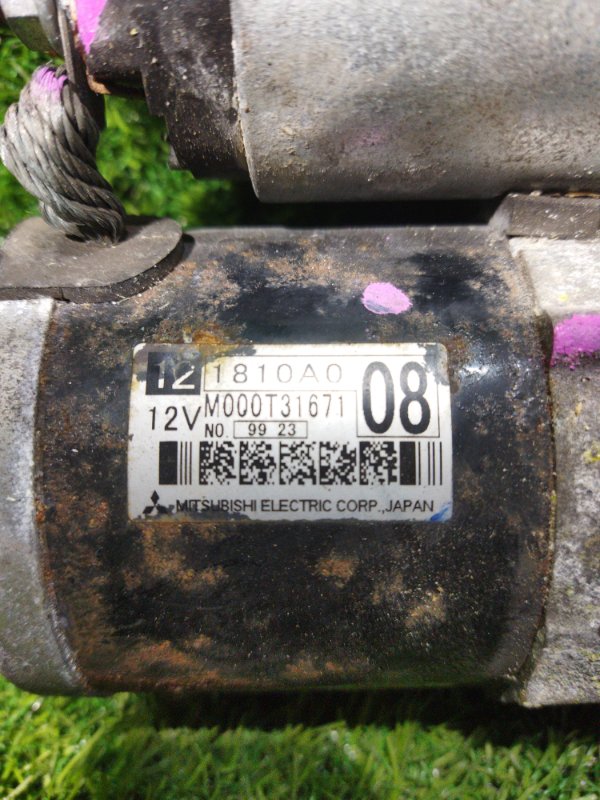 12 1810A0 08
12V M000T31671
NO. 99 23
MITSUBISHI ELECTRIC CORP.,JAPAN